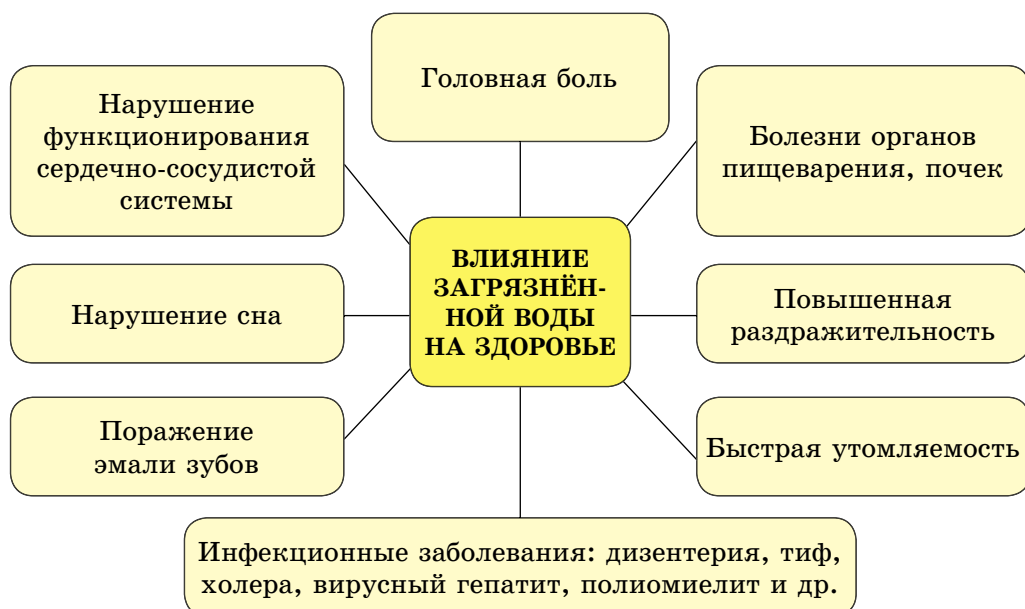 Головная боль
Нарушение
функционирования
сердечно-сосудистой
системы
Болезни органов
пищеварения, почек
ВЛИЯНИЕ
ЗАГРЯЗНЁН-
НОЙ ВОДЫ
НА ЗДОРОВЬЕ
Нарушение сна
Повышенная
раздражительность
Поражение
эмали зубов
Быстрая утомляемость
Инфекционные заболевания: дизентерия, тиф,
холера, вирусный гепатит, полиомиелит и др.